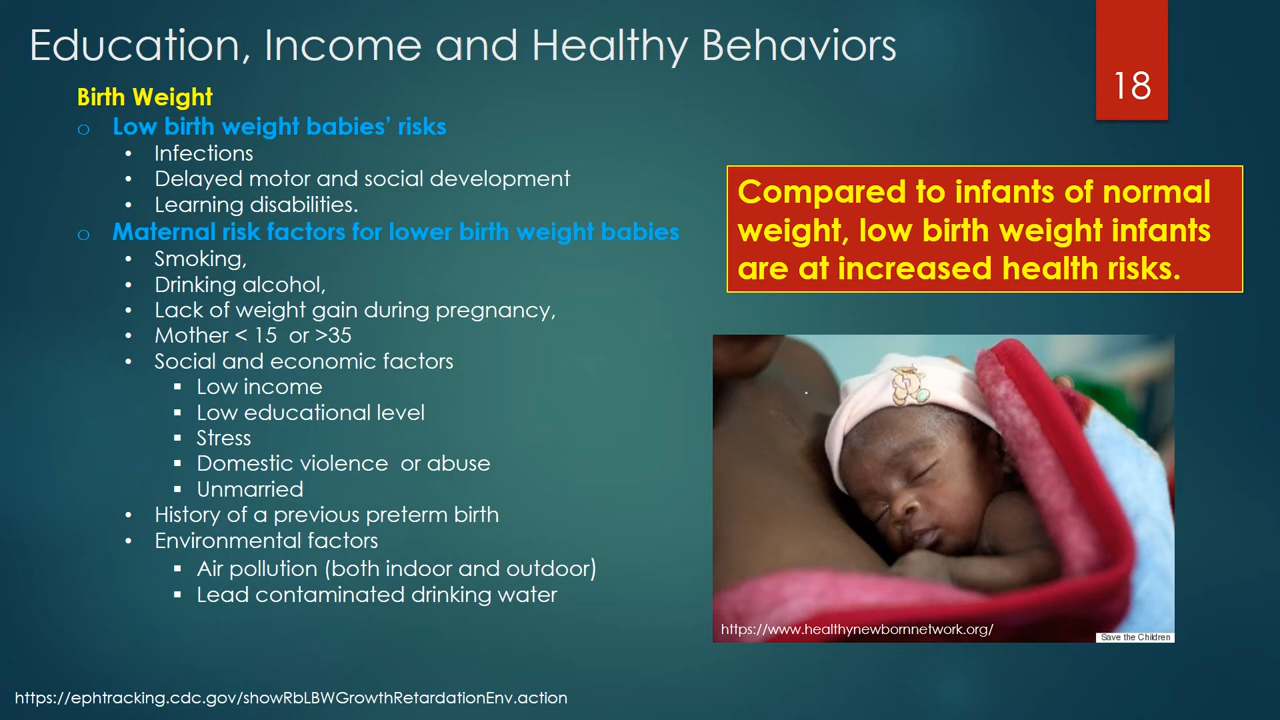 Education, Income and Healthy Behaviors
18
Birth Weight
o Low birth weight babies’ risks
• Infections
• Delayed motor and social development
• Learning disabilities.
o Maternal risk factors for lower birth weight babies
• Smoking,
• Drinking alcohol,
• Lack of weight gain during pregnancy,
• Mother < 15 or >35
• Social and economic factors
▪ Low income
▪ Low educational level
▪ Stress
▪ Domestic violence or abuse
▪ Unmarried
• History of a previous preterm birth
• Environmental factors
▪ Air pollution (both indoor and outdoor)
▪ Lead contaminated drinking water
Compared to infants of normal
weight, low birth weight infants
are at increased health risks.
https://www.healthynewbornnetwork.org/
Save the Children
https://ephtracking.cdc.gov/showRbLBWGrowthRetardationEnv.action